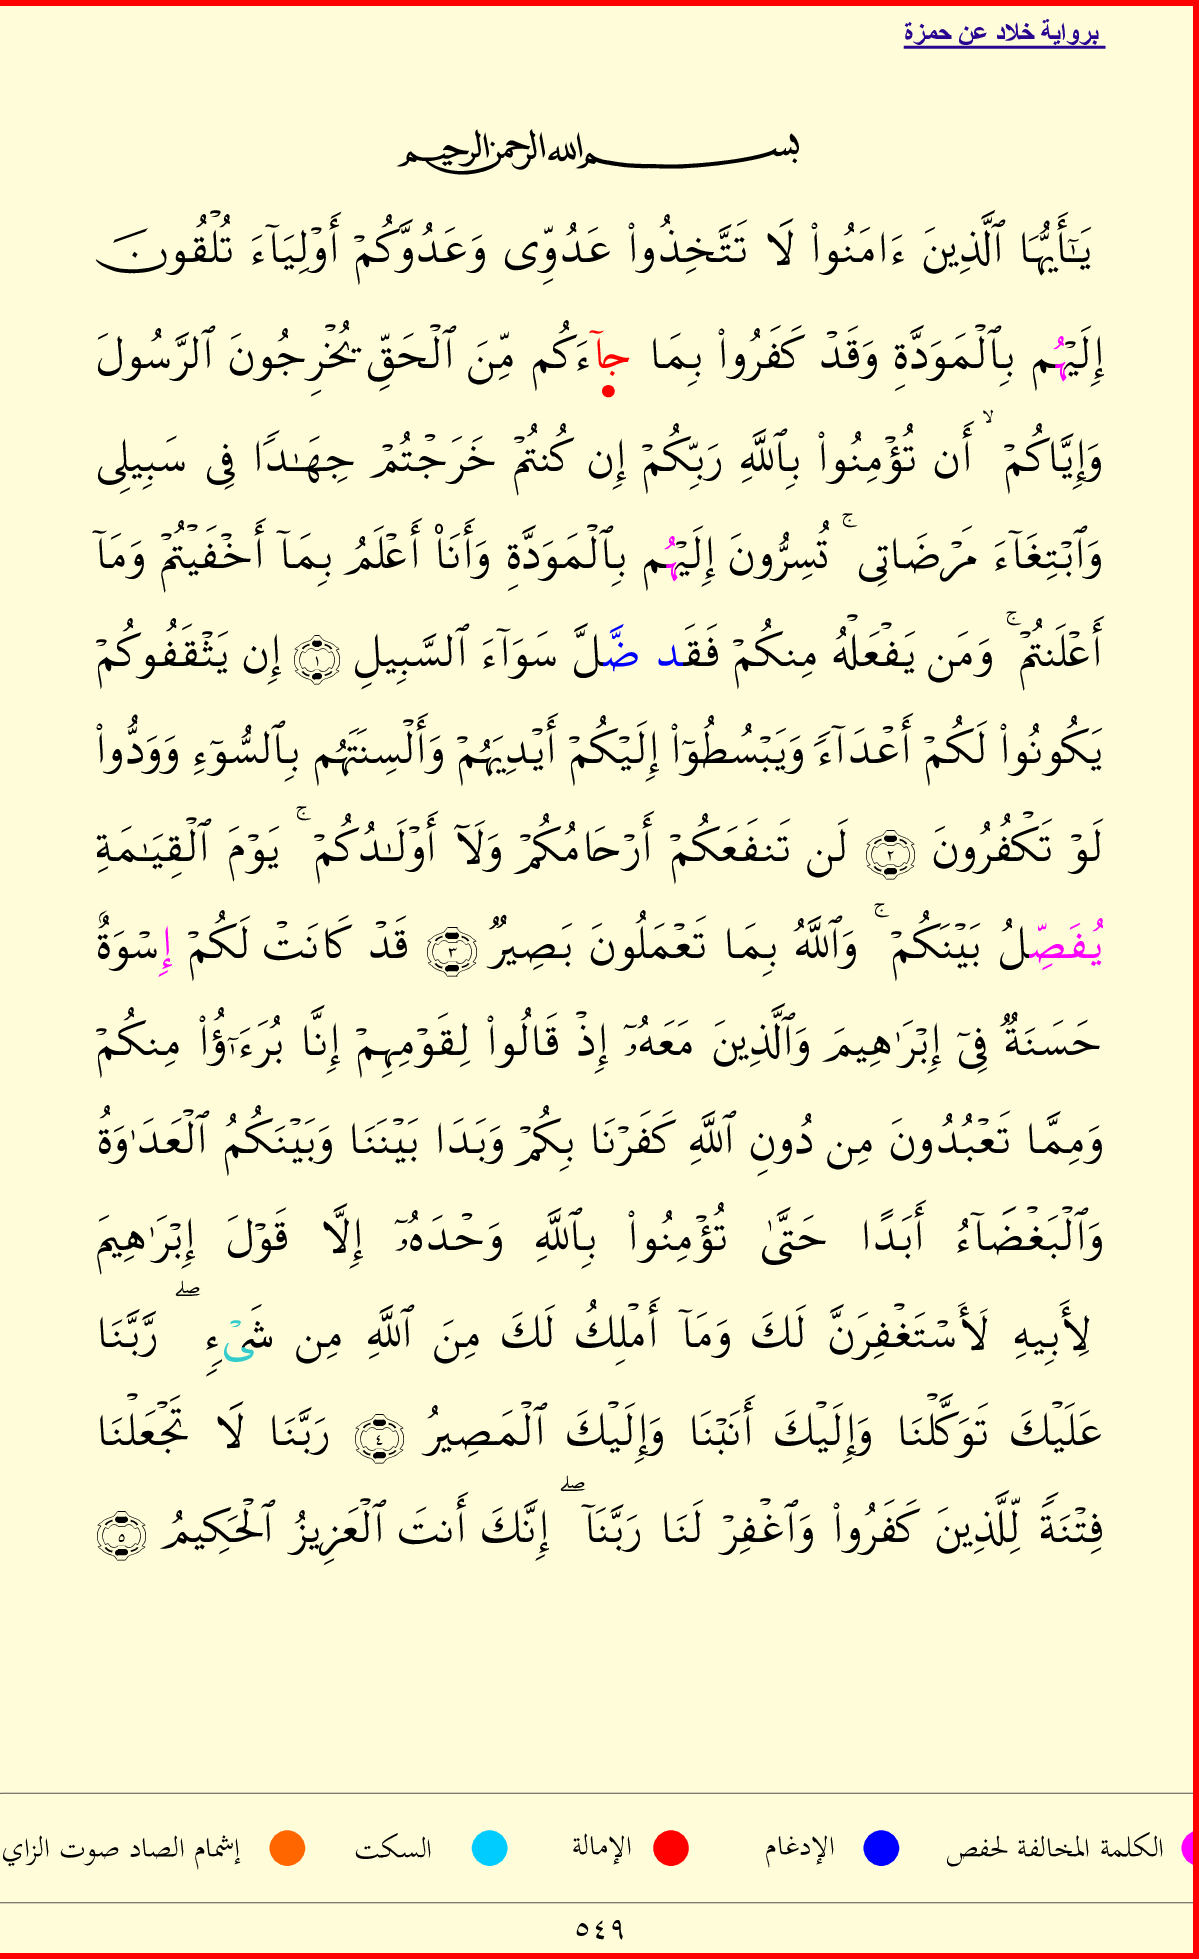 برواية خلاد عن حمزة
بسم الله الرحمن الرحيم
يَـٰٓأَيُّهَا ٱلَّذِينَ ءَامَنُوا۟ لَا تَتَّخِذُوا۟ عَدُوِّى وَعَدُوَّكُمْ أَوْلِيَآءَ تُلْقُونَ
إِلَيْهُم بِٱلْمَوَدَّةِ وَقَدْ كَفَرُوا۟ بِمَا جَآءَكُم مِّنَ ٱلْحَقِّ يُخْرِجُونَ ٱلرَّسُولَ
وَإِيَّاكُمْ ۙ أَن تُؤْمِنُوا۟ بِٱللَّهِ رَبِّكُمْ إِن كُنتُمْ خَرَجْتُمْ جِهَـٰدًا فِى سَبِيلِى
وَٱبْتِغَآءَ مَرْضَاتِى ۚ تُسِرُّونَ إِلَيْهُم بِٱلْمَوَدَّةِ وَأَنَا۠ أَعْلَمُ بِمَآ أَخْفَيْتُمْ وَمَآ
أَعْلَنتُمْ ۚ وَمَن يَفْعَلْهُ مِنكُمْ فَقَد ضَّلَّ سَوَآءَ ٱلسَّبِيلِ ١ إِن يَثْقَفُوكُمْ
يَكُونُوا۟ لَكُمْ أَعْدَآءً وَيَبْسُطُوٓا۟ إِلَيْكُمْ أَيْدِيَهُمْ وَأَلْسِنَتَهُم بِٱلسُّوٓءِ وَوَدُّوا۟
لَوْ تَكْفُرُونَ ٢ لَن تَنفَعَكُمْ أَرْحَامُكُمْ وَلَآ أَوْلَـٰدُكُمْ ۚ يَوْمَ ٱلْقِيَـٰمَةِ
يُفَصِّلُ بَيْنَكُمْ ۚ وَٱللَّهُ بِمَا تَعْمَلُونَ بَصِيرٌ ٣ قَدْ كَانَتْ لَكُمْ إِسْوَةٌ
حَسَنَةٌ فِىٓ إِبْرَٰهِيمَ وَٱلَّذِينَ مَعَهُۥٓ إِذْ قَالُوا۟ لِقَوْمِهِمْ إِنَّا بُرَءَٰٓؤُا۟ مِنكُمْ
وَمِمَّا تَعْبُدُونَ مِن دُونِ ٱللَّهِ كَفَرْنَا بِكُمْ وَبَدَا بَيْنَنَا وَبَيْنَكُمُ ٱلْعَدَٰوَةُ
وَٱلْبَغْضَآءُ أَبَدًا حَتَّىٰ تُؤْمِنُوا۟ بِٱللَّهِ وَحْدَهُۥٓ إِلَّا قَوْلَ إِبْرَٰهِيمَ
لِأَبِيهِ لَأَسْتَغْفِرَنَّ لَكَ وَمَآ أَمْلِكُ لَكَ مِنَ ٱللَّهِ مِن شَىْءٍ ۖ رَّبَّنَا
عَلَيْكَ تَوَكَّلْنَا وَإِلَيْكَ أَنَبْنَا وَإِلَيْكَ ٱلْمَصِيرُ ٤ رَبَّنَا لَا تَجْعَلْنَا
فِتْنَةً لِّلَّذِينَ كَفَرُوا۟ وَٱغْفِرْ لَنَا رَبَّنَآ ۖ إِنَّكَ أَنتَ ٱلْعَزِيزُ ٱلْحَكِيمُ ٥
الكلمة المخالفة لحفص الإدغام الإمالة السكت إشمام الصاد صوت الزاي
٥٤٩